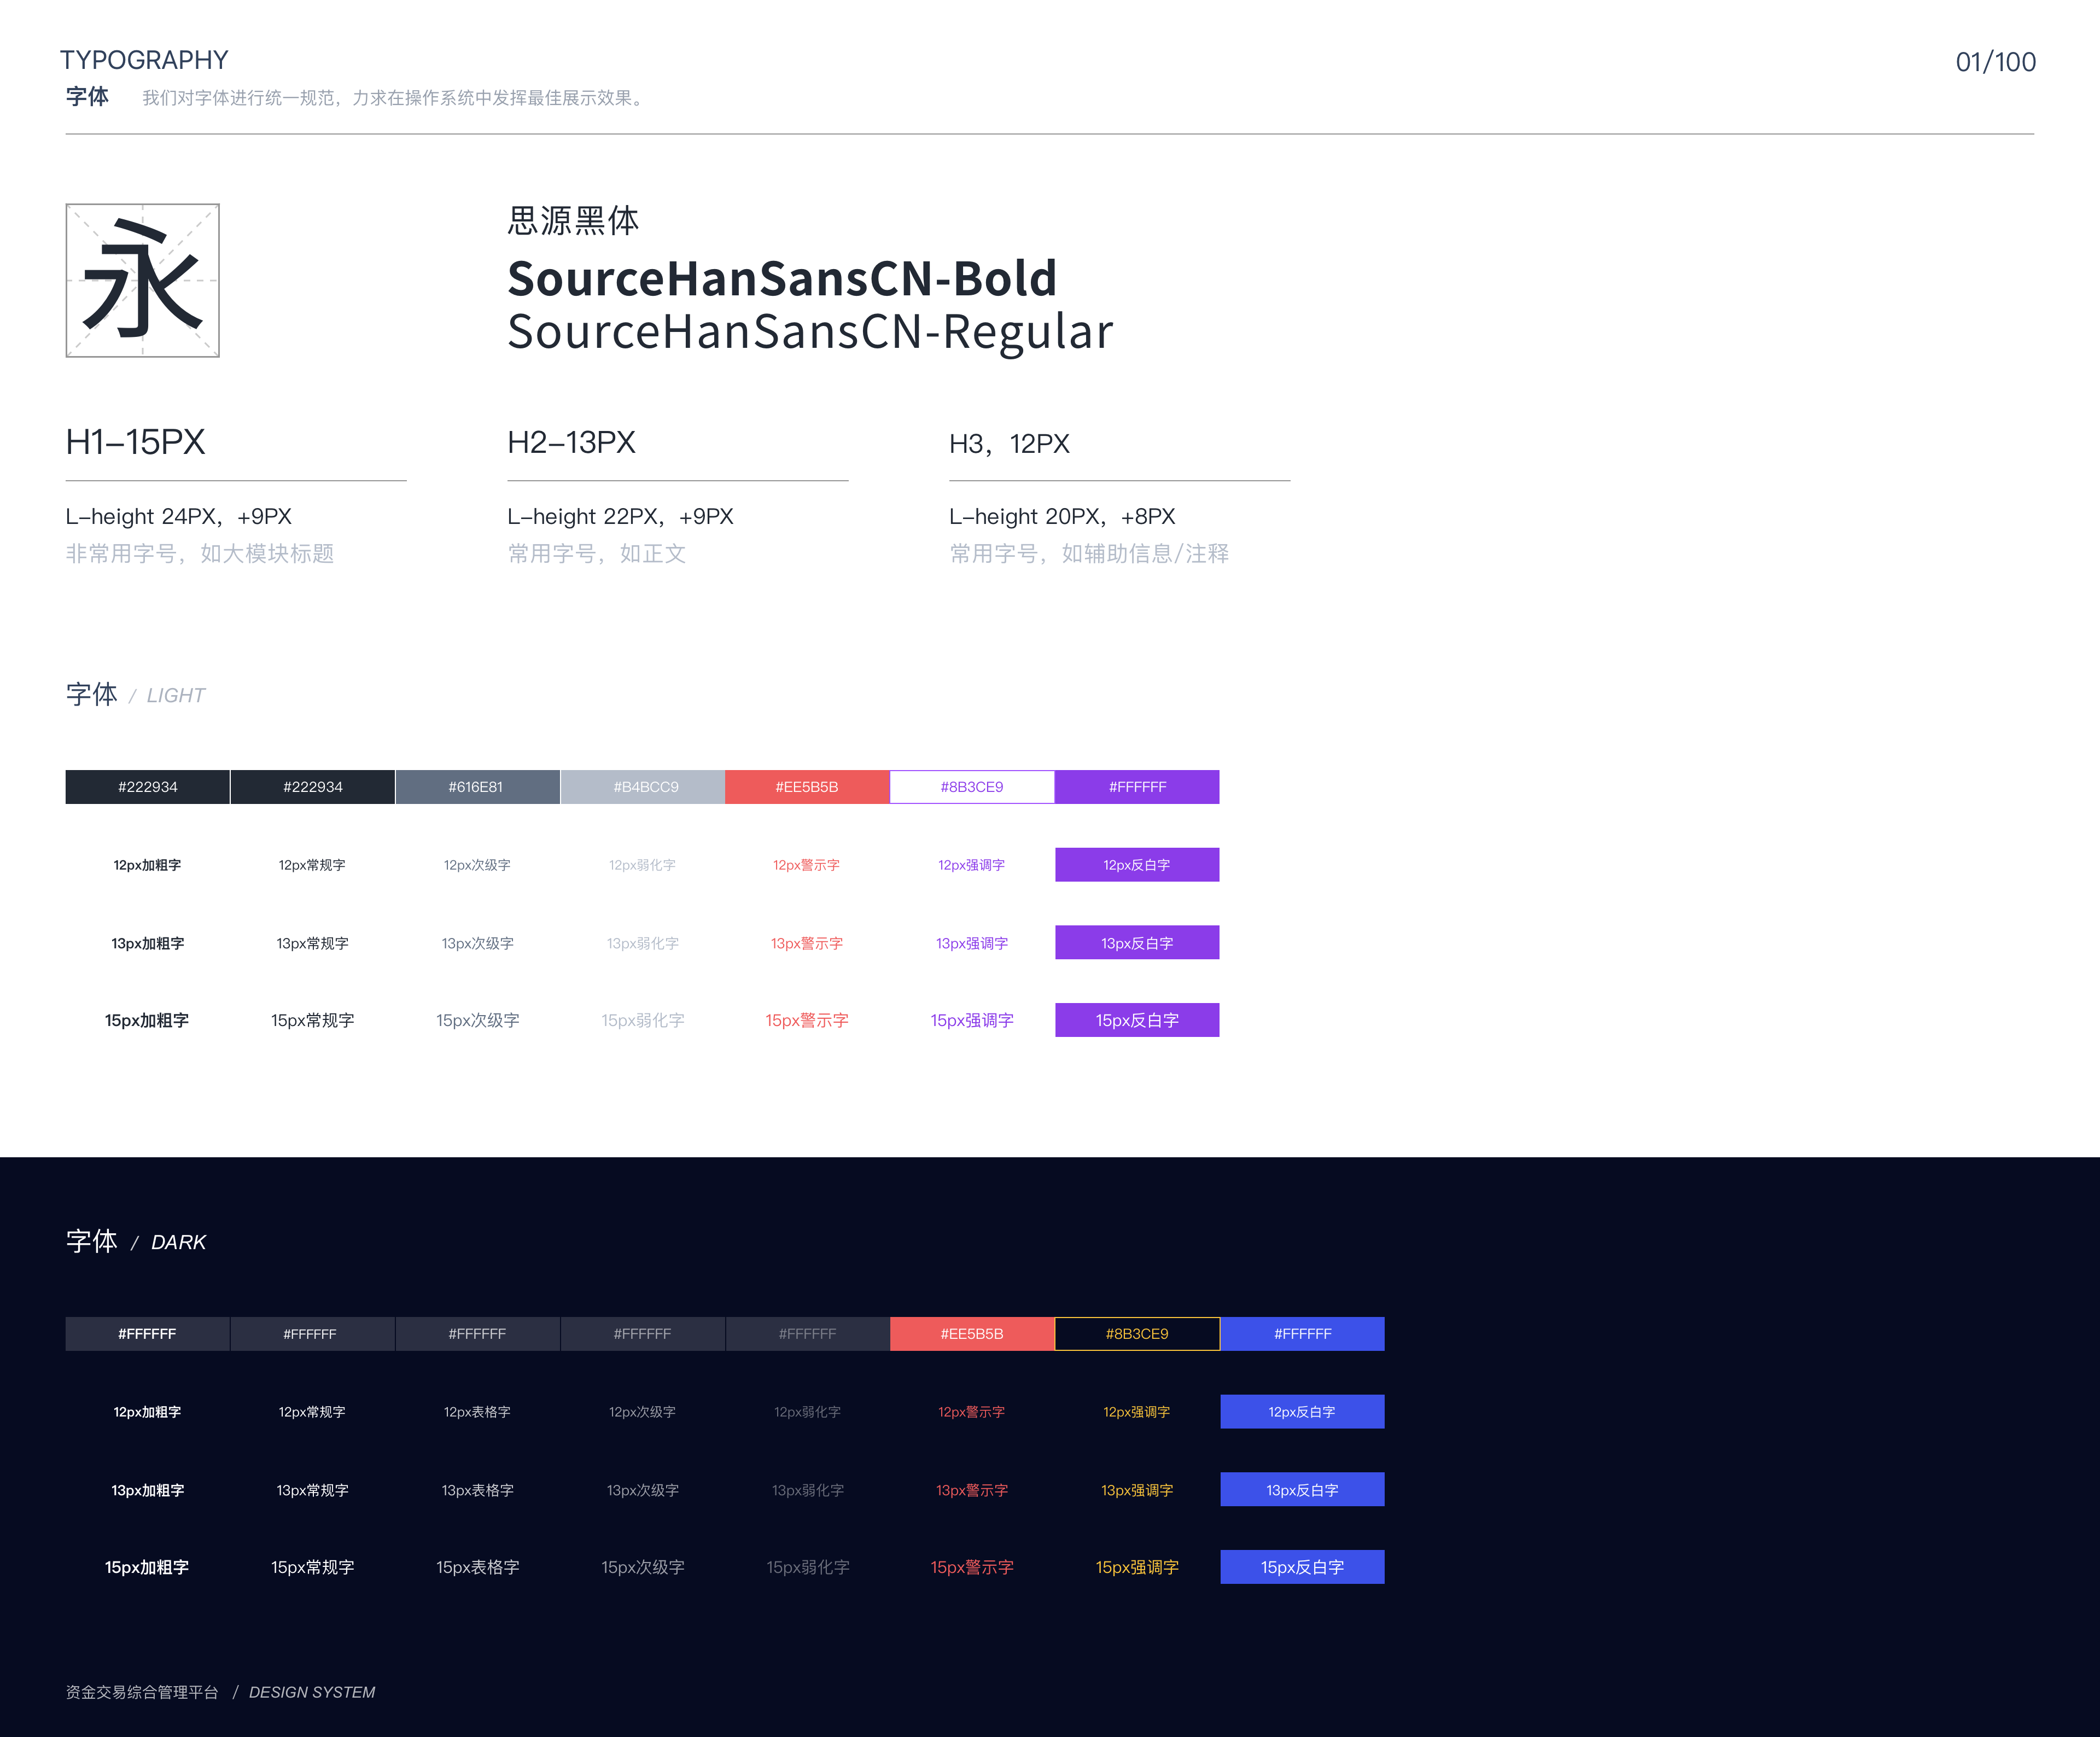 TYPOGRAPHY
01/100
字体 我们对字体进行统一规范，力求在操作系统中发挥最佳展示效果。
永
思源黑体
SourceHanSansCN-Bold
SourceHanSansCN-Regular
H1-15PX
H2-13PX
H3，12PX
L-height 24PX，+9PX
L-height 22PX，+9PX
L-height 20PX，+8PX
非常用字号，如大模块标题
常用字号，如正文
常用字号，如辅助信息/注释
字体 / LIGHT
#222934 #222934 #616E81 #B4BCC9 #EE5B5B #8B3CE9 #FFFFFF
12px加粗字 12px常规字 12px次级字 12px弱化字 12px警示字 12px强调字 12px反白字
13px加粗字 13px常规字 13px次级字 13px弱化字 13px警示字 13px强调字 13px反白字
15px加粗字 15px常规字 15px次级字 15px弱化字 15px警示字 15px强调字 15px反白字
字体 / DARK
#FFFFFF #FFFFFF #FFFFFF #FFFFFF #FFFFFF #EE5B5B #8B3CE9 #FFFFFF
12px加粗字 12px常规字 12px表格字 12px次级字 12px弱化字 12px警示字 12px强调字 12px反白字
13px加粗字 13px常规字 13px表格字 13px次级字 13px弱化字 13px警示字 13px强调字 13px反白字
15px加粗字 15px常规字 15px表格字 15px次级字 15px弱化字 15px警示字 15px强调字 15px反白字
资金交易综合管理平台 / DESIGN SYSTEM